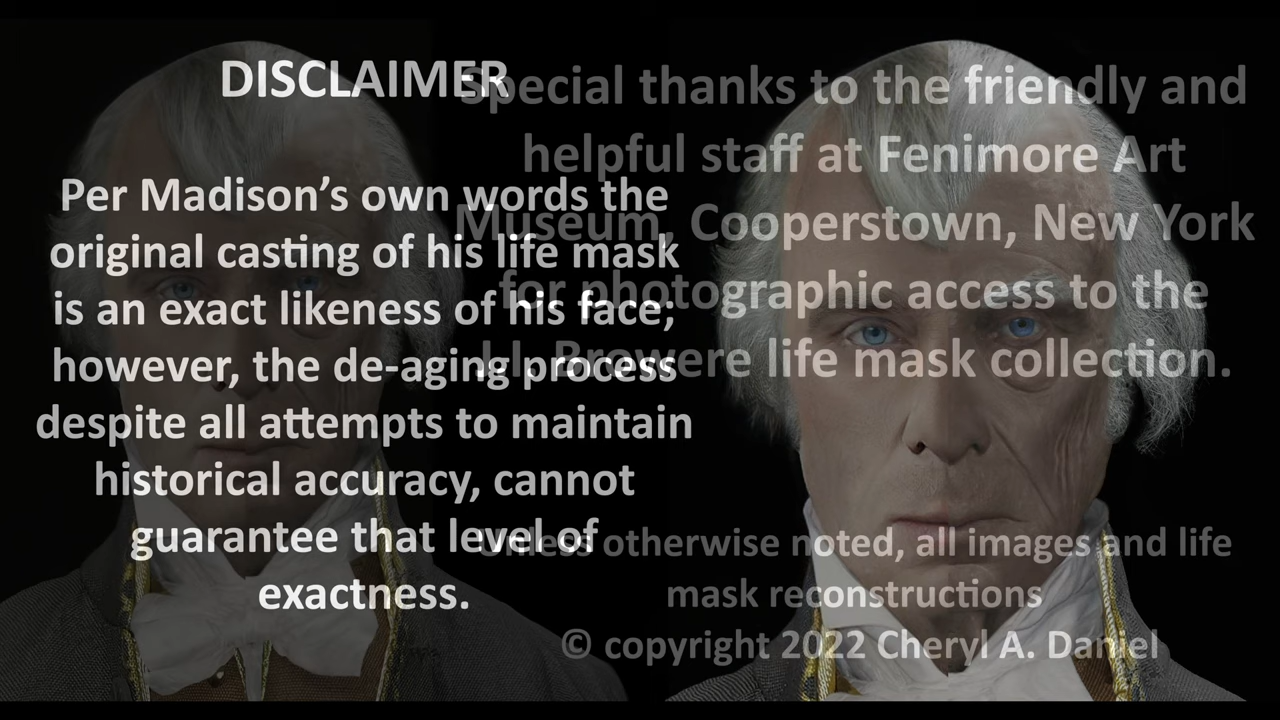 DISCLAIMER
Per Madison’s own words the
original casting of his life mask
is an exact likeness of his face;
however, the de-aging process
despite all attempts to maintain
historical accuracy, cannot
guarantee that level of
exactness.
Special thanks to the friendly and
helpful staff at Fenimore Art
Museum, Cooperstown, New York
for photographic access to the
Browere life mask collection.
Unless otherwise noted, all images and life
mask reconstructions
© copyright 2022 Cheryl A. Daniel